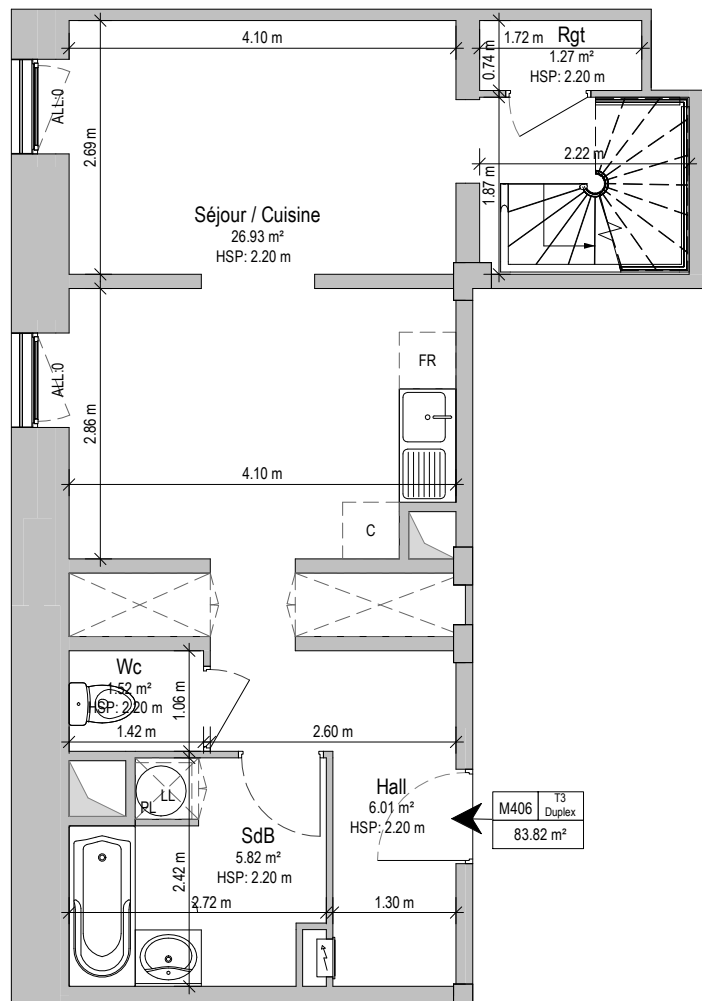 4.10 m
1.72 m
Rgt
1.27 m²
HSP: 2.20 m
0.74 m
ALL:0
2.69 m
2.22 m
1.87 m
Séjour / Cuisine
26.93 m²
HSP: 2.20 m
ALL:0
2.86 m
FR
4.10 m
C
Wc
1.52 m²
HSP: 2.20 m
1.42 m
1.06 m
2.60 m
LL
PL
Hall
6.01 m²
HSP: 2.20 m
M406
T3
Duplex
83.82 m²
SdB
5.82 m²
HSP: 2.20 m
2.42 m
2.72 m
1.30 m